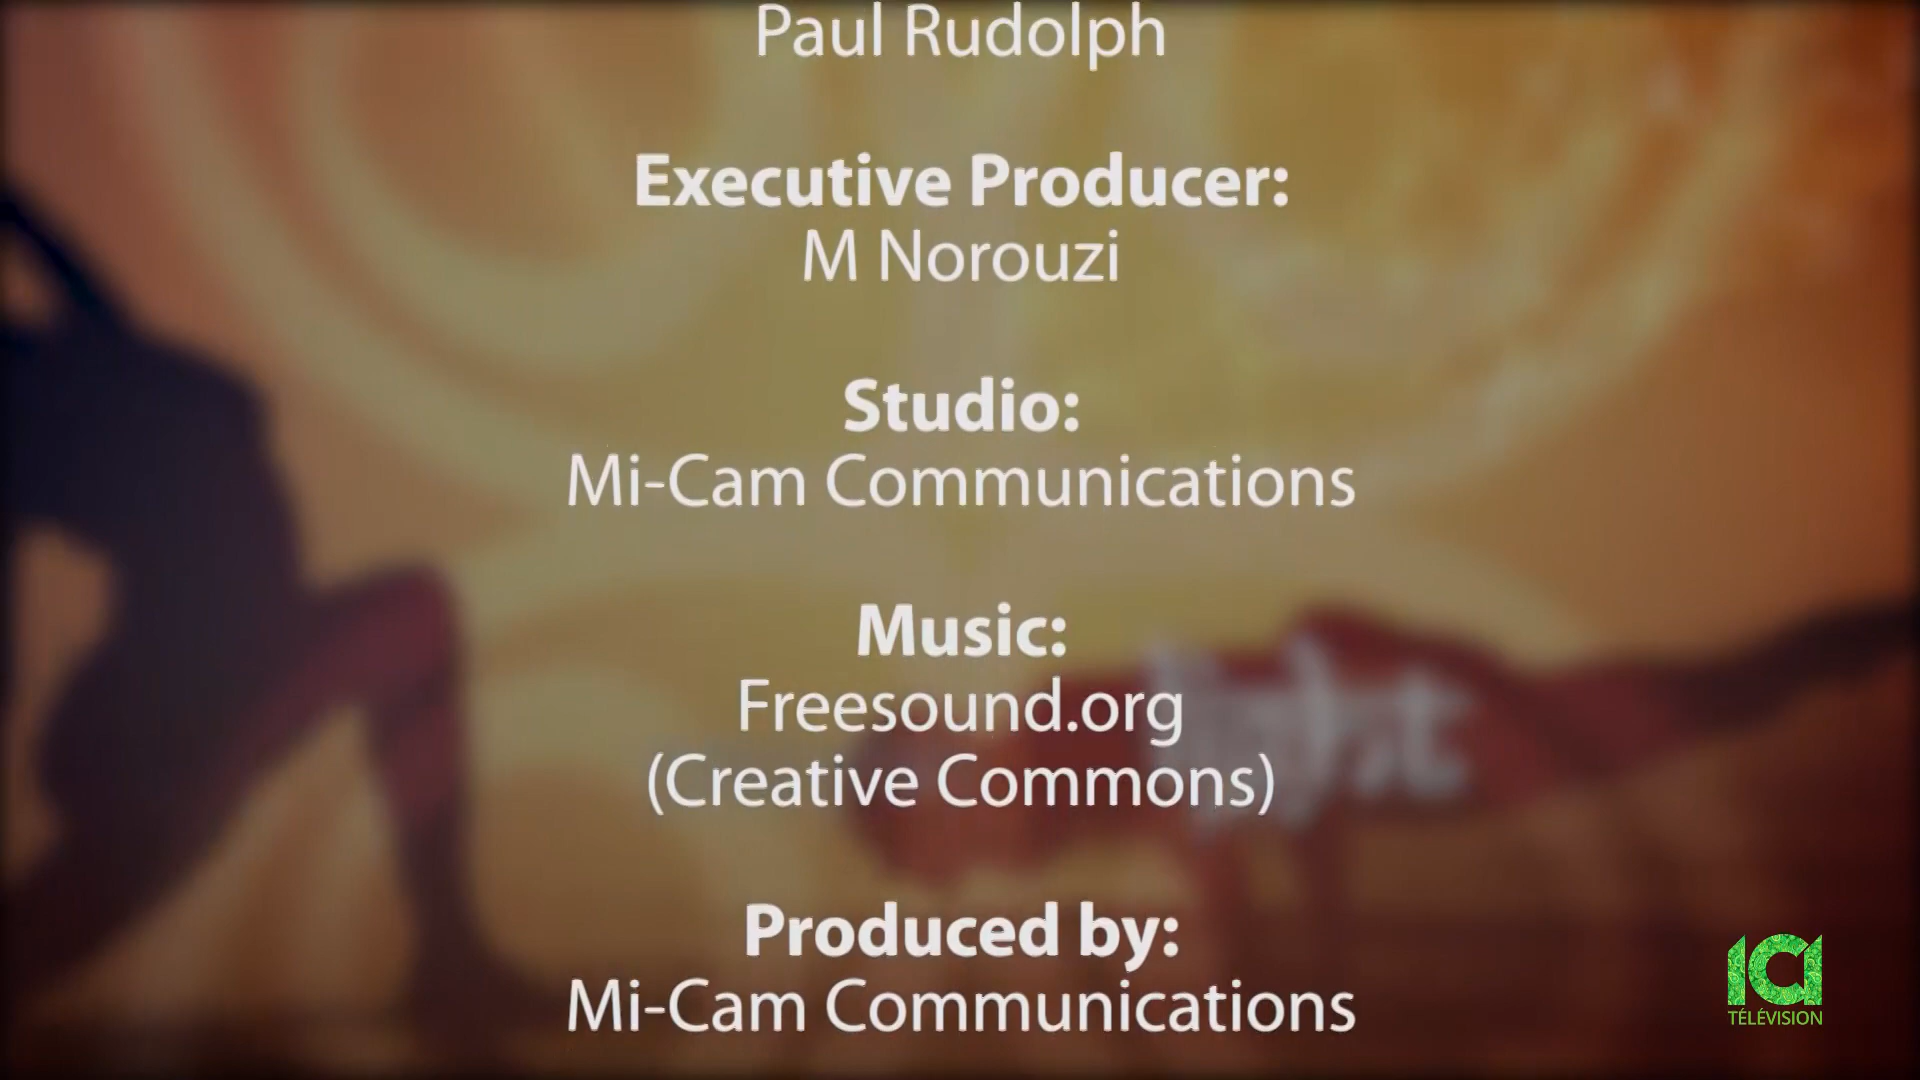 Paul Rudolph
Executive Producer:
M Norouzi
Studio:
Mi-Cam Communications
Music:
Freesound.org
(Creative Commons)
Produced by:
Mi-Cam Communications
ICI
TÉLÉVISION